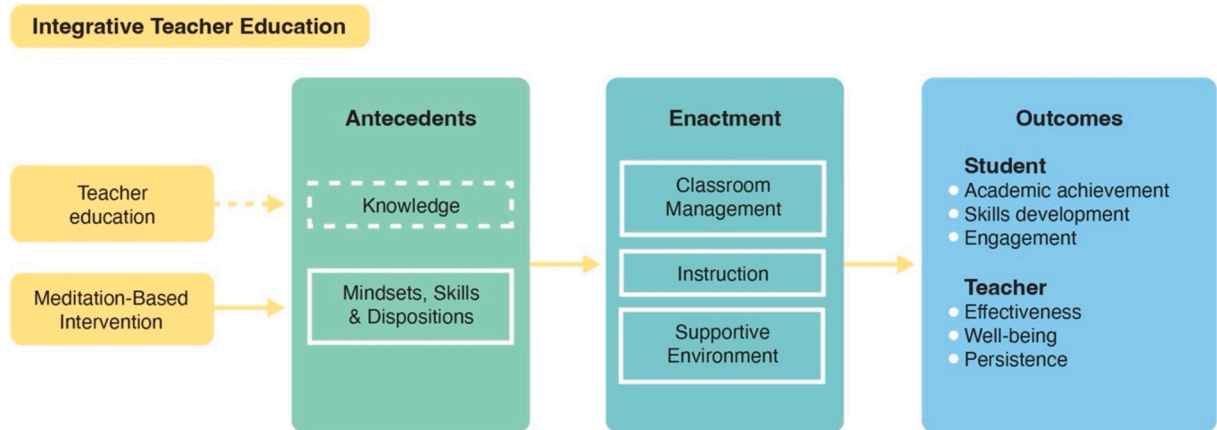 Integrative Teacher Education
Teacher
education
Meditation-Based
Intervention
Antecedents
Knowledge
Mindsets, Skills
& Dispositions
Enactment
Classroom
Management
Instruction
Supportive
Environment
Outcomes
Student
Academic achievement
Skills development
Engagement
Teacher
Effectiveness
Well-being
Persistence